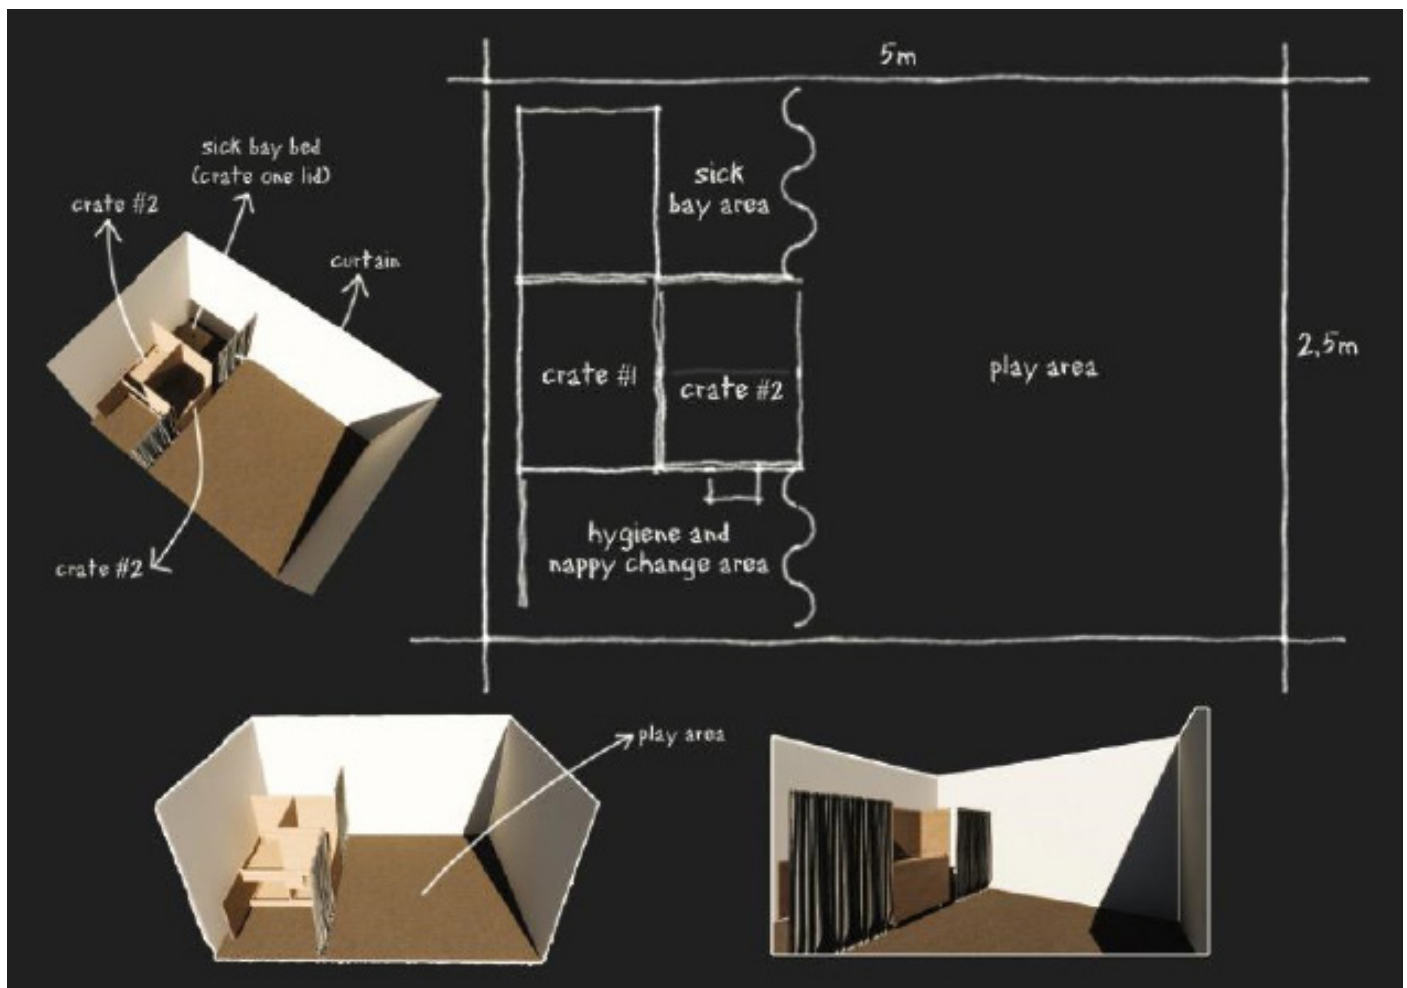 5m
sick bay bed
(crate one lid)
crate #2
curtain
sick
bay area
2,5m
play area
crate #1
crate #2
hygiene and
nappy change area
crate #2
play area